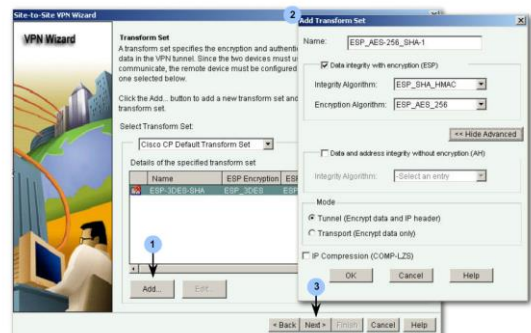 Site-to-Site VPN Wizard
VPN Wizard
Transform Set
A transform set specifies the encryption and authenti
data in the VPN tunnel. Since the two devices must u
communicate, the remote device must be configured
one selected below.
Click the Add... button to add a new transform set and
transform set.
Select Transform Set:
Cisco CP Default Transform Set
Details of the specified transform set
Name ESP Encryption ESP
ESP-3DES-SHA ESP_3DES ESP
1
Add... Edit...
3
< Back Next > Finish Cancel Help
2
Add Transform Set
Name: ESP_AES-256_SHA-1
Data integrity with encryption (ESP)
Integrity Algorithm: ESP_SHA_HMAC
Encryption Algorithm: ESP_AES_256
<< Hide Advanced
Data and address integrity without encryption (AH)
Integrity Algorithm: -Select an entry
Mode
Tunnel (Encrypt data and IP header)
Transport (Encrypt data only)
IP Compression (COMP-LZS)
OK Cancel Help